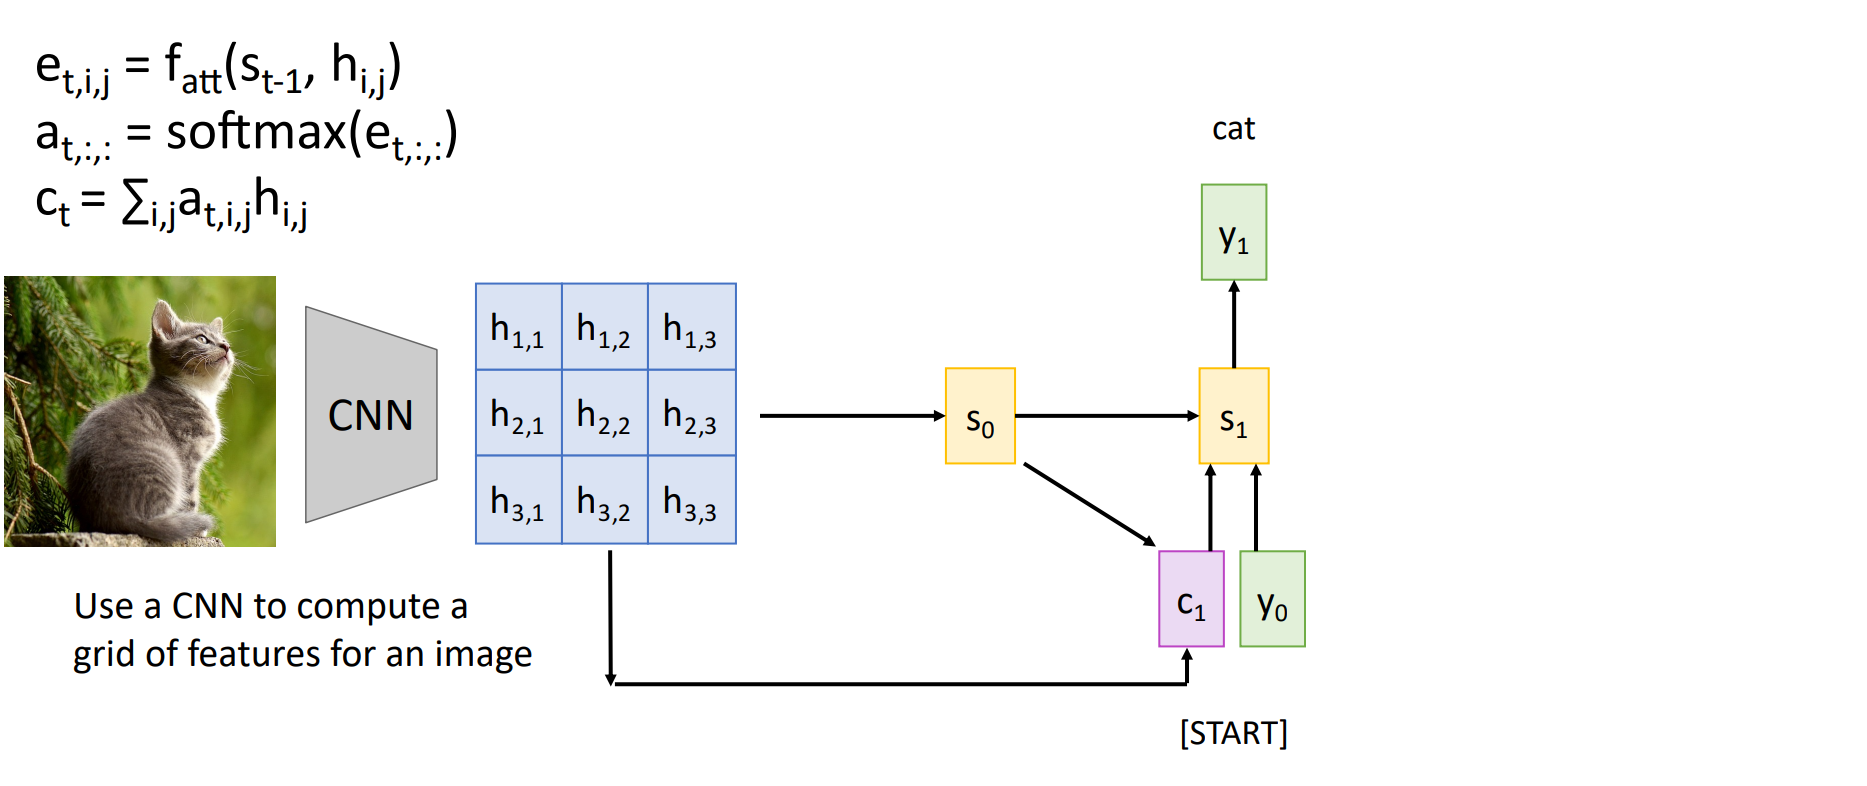 e_{t,i,j} = f_{att}(s_{t-1}, h_{i,j})
a_{t,:,:} = softmax(e_{t,:,:})
c_t = ∑_{i,j}a_{t,i,j}h_{i,j}
cat
y_1
h_{1,1} h_{1,2} h_{1,3}
CNN
h_{2,1} h_{2,2} h_{2,3}
s_0
s_1
h_{3,1} h_{3,2} h_{3,3}
c_1
y_0
Use a CNN to compute a
grid of features for an image
[START]